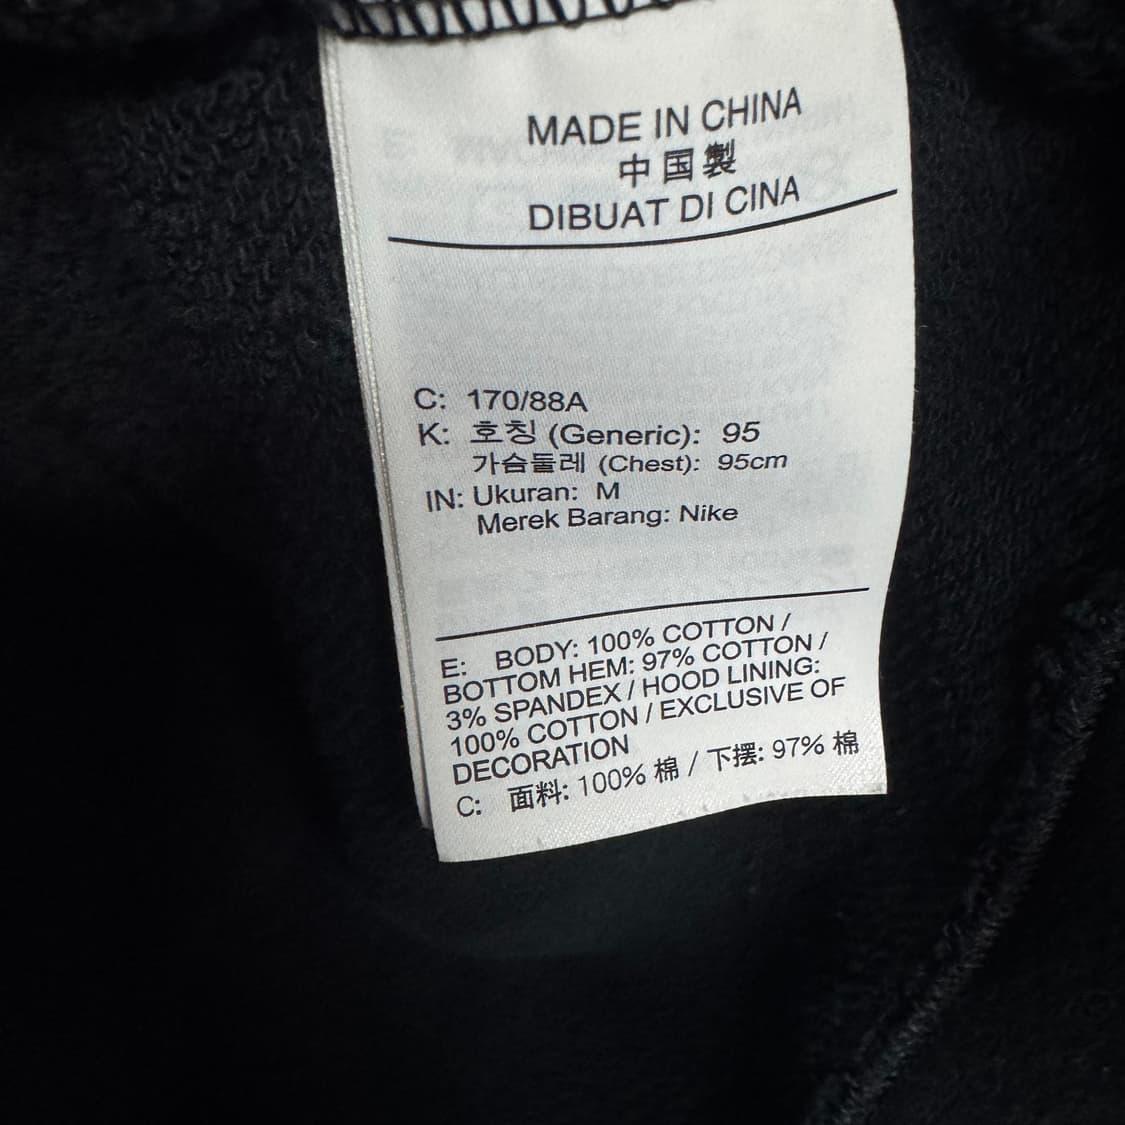 MADE IN CHINA
中国製
DIBUAT DI CINA
C: 170/88A
K: 호칭 (Generic): 95
가슴둘레 (Chest): 95cm
IN: Ukuran: M
Merek Barang: Nike
E: BODY: 100% COTTON /
BOTTOM HEM: 97% COTTON /
3% SPANDEX / HOOD LINING:
100% COTTON / EXCLUSIVE OF
DECORATION
C: 面料: 100% 棉 / 下摆: 97% 棉